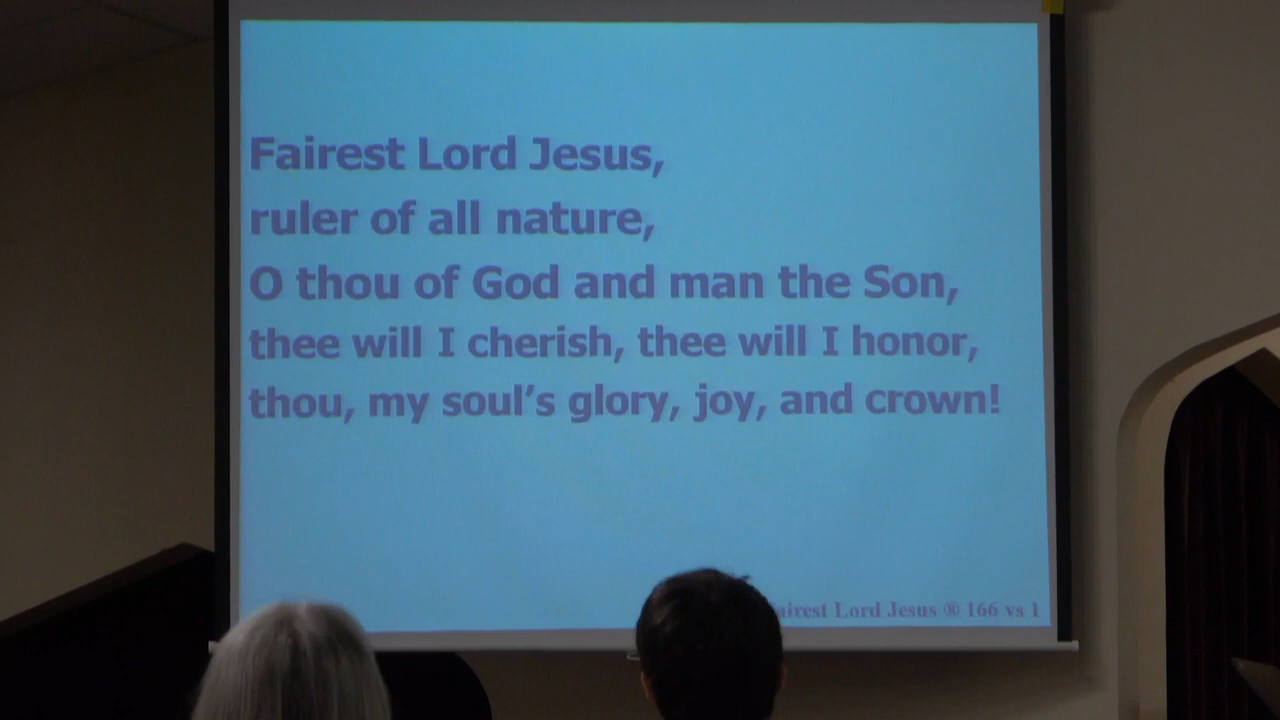 Fairest Lord Jesus,
ruler of all nature,
O thou of God and man the Son,
thee will I cherish, thee will I honor,
thou, my soul’s glory, joy, and crown!
Lord Jesus ® 166 vs 1